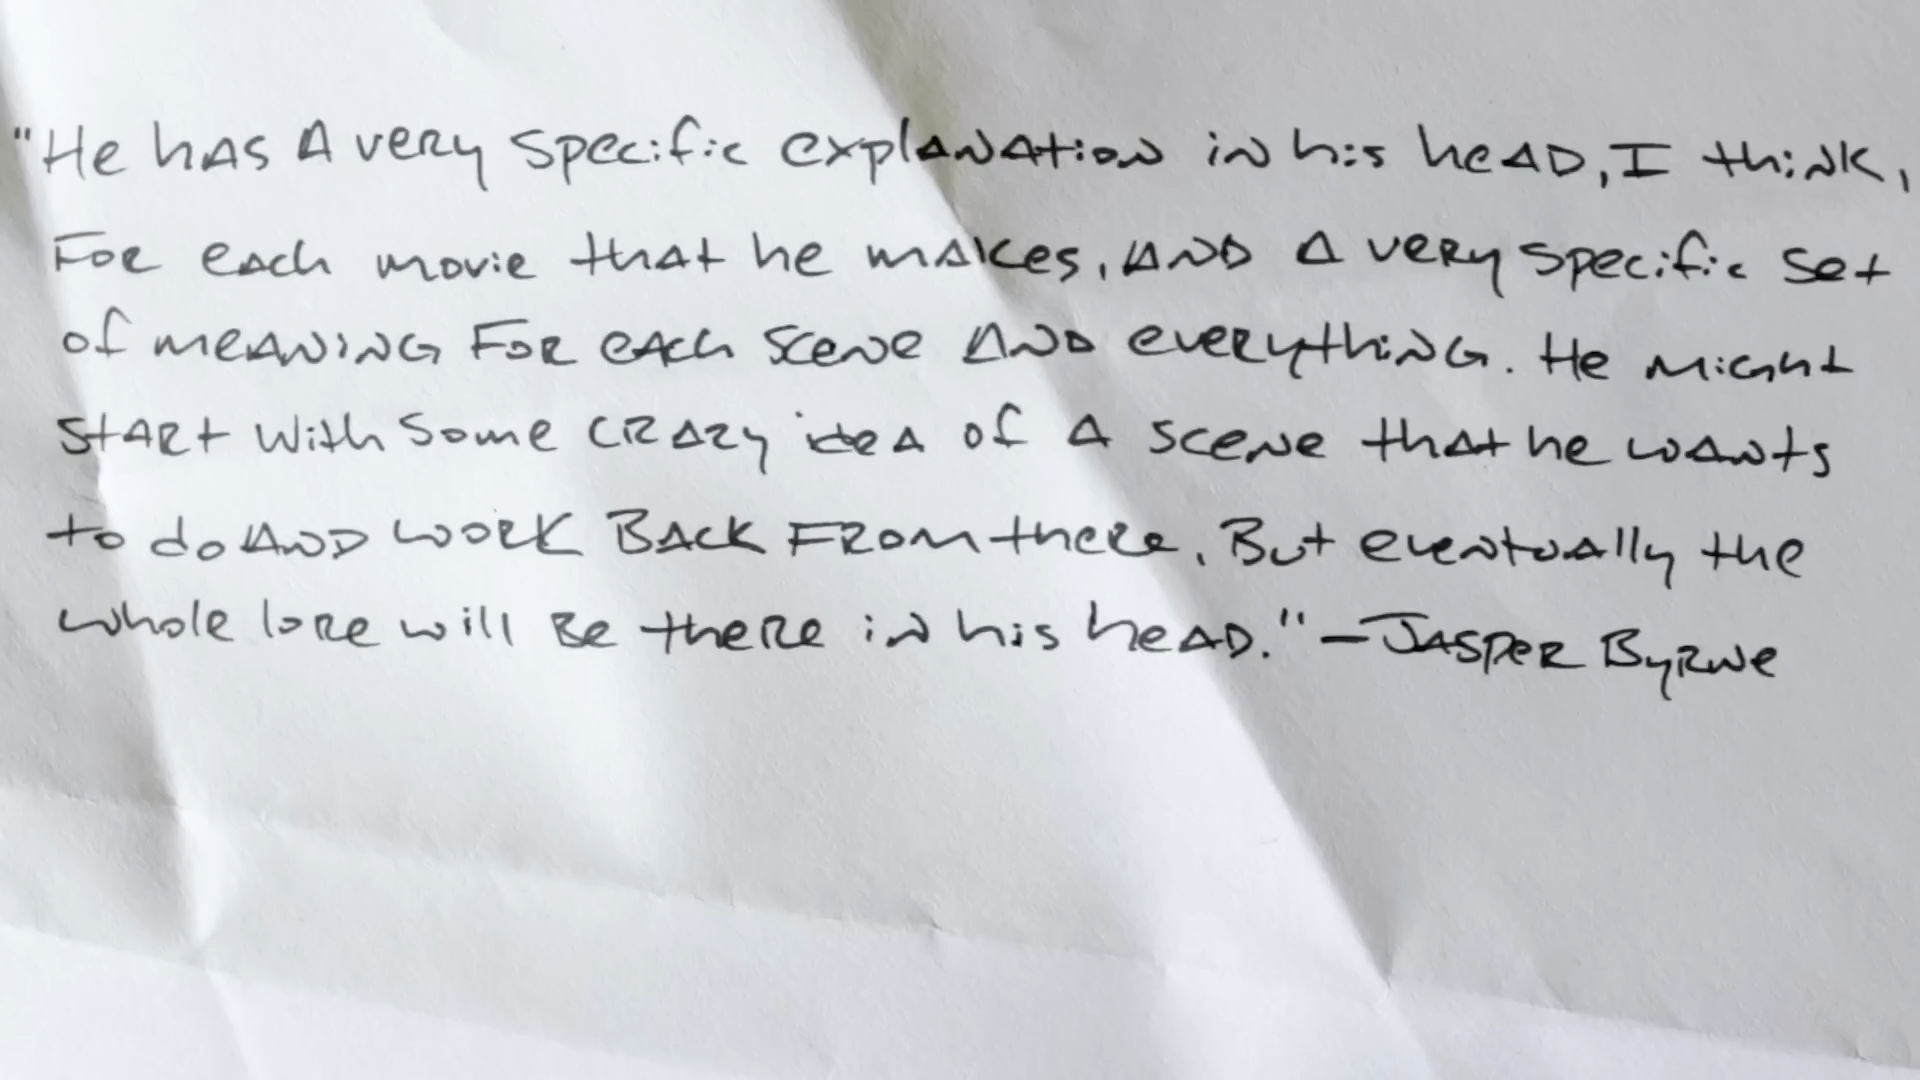 "He has a very specific explanation in his head, I think,
For each movie that he makes, and a very specific set
of meaning for each scene and everything. He might
start with some crazy idea of a scene that he wants
to do and work back from there. But eventually the
whole lore will be there in his head." - Jasper Byrne